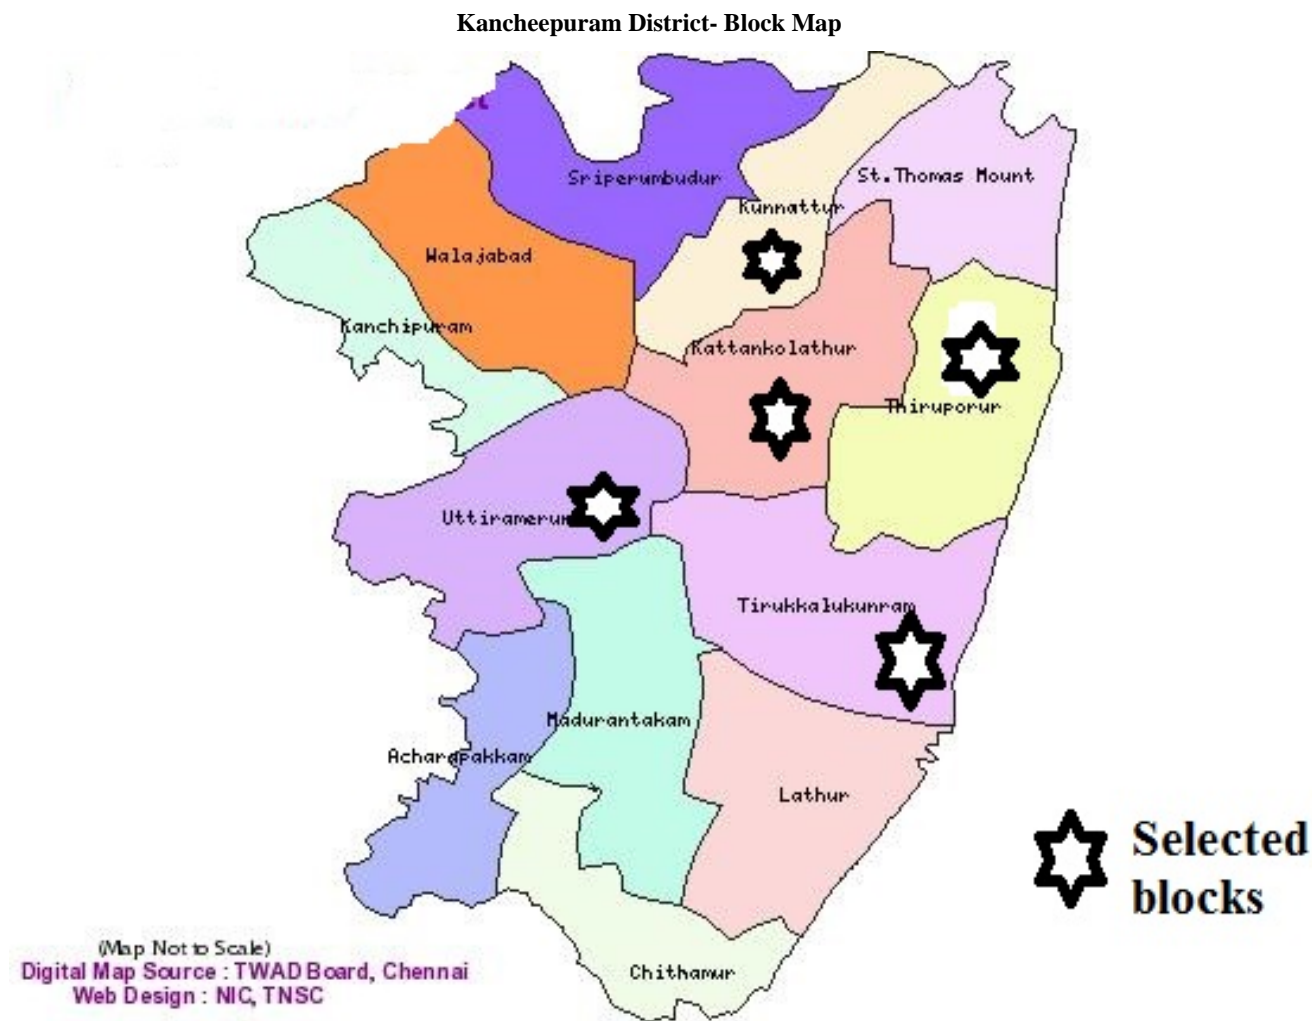 Kancheepuram District- Block Map
Sriperumbudur
St.Thomas Mount
Kunnattur
Walajabad
Kanchipuram
Kattankolathur
Thiruporur
Uttiramerur
Tirukkalukunram
Madurantakam
Acharapakkam
Lathur
Selected
blocks
(Map Not to Scale)
Digital Map Source : TWAD Board, Chennai
Chithamur
Web Design : NIC, TNSC